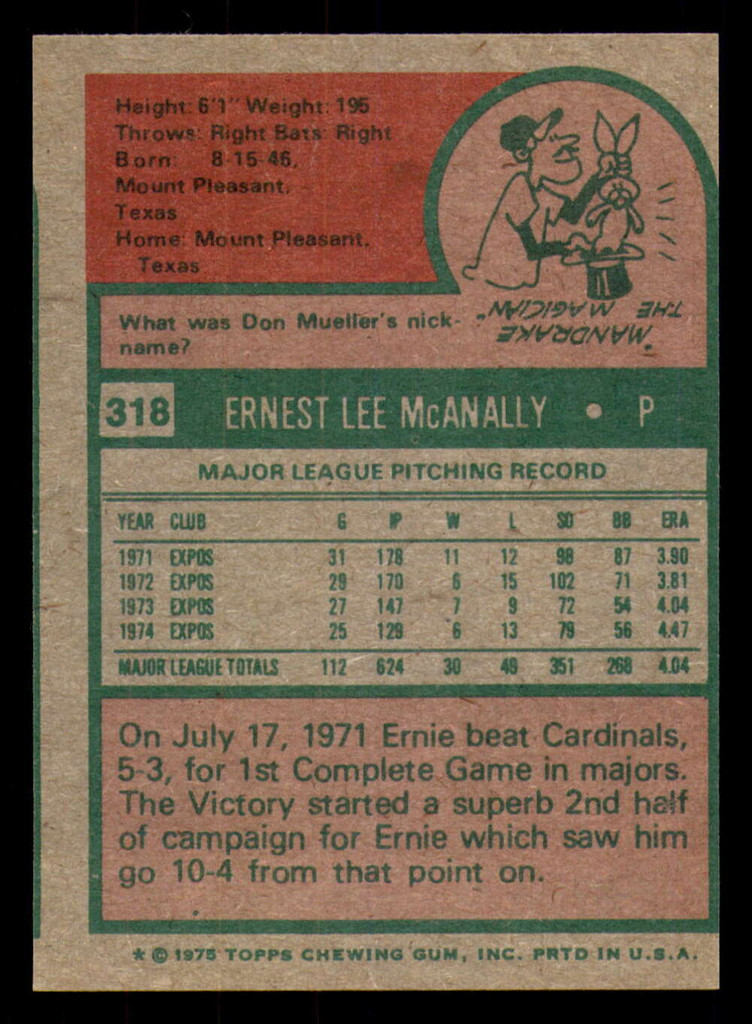 Height: 6'1" Weight: 195
Throws: Right Bats: Right
Born: 8-15-46,
Mount Pleasant,
Texas
Home: Mount Pleasant,
Texas
What was Don Mueller's nick-
name?
"MANDRAKE
THE MAGICIAN"
318 ERNEST LEE McANALLY • P
MAJOR LEAGUE PITCHING RECORD
YEAR CLUB G IP W L SO BB ERA
1971 EXPOS 31 178 11 12 98 87 3.90
1972 EXPOS 29 170 6 15 102 71 3.81
1973 EXPOS 27 147 7 9 72 54 4.04
1974 EXPOS 25 129 6 13 79 56 4.47
MAJOR LEAGUE TOTALS 112 624 30 49 351 268 4.04
On July 17, 1971 Ernie beat Cardinals,
5-3, for 1st Complete Game in majors.
The Victory started a superb 2nd half
of campaign for Ernie which saw him
go 10-4 from that point on.
* © 1975 TOPPS CHEWING GUM, INC. PRTD IN U.S.A.